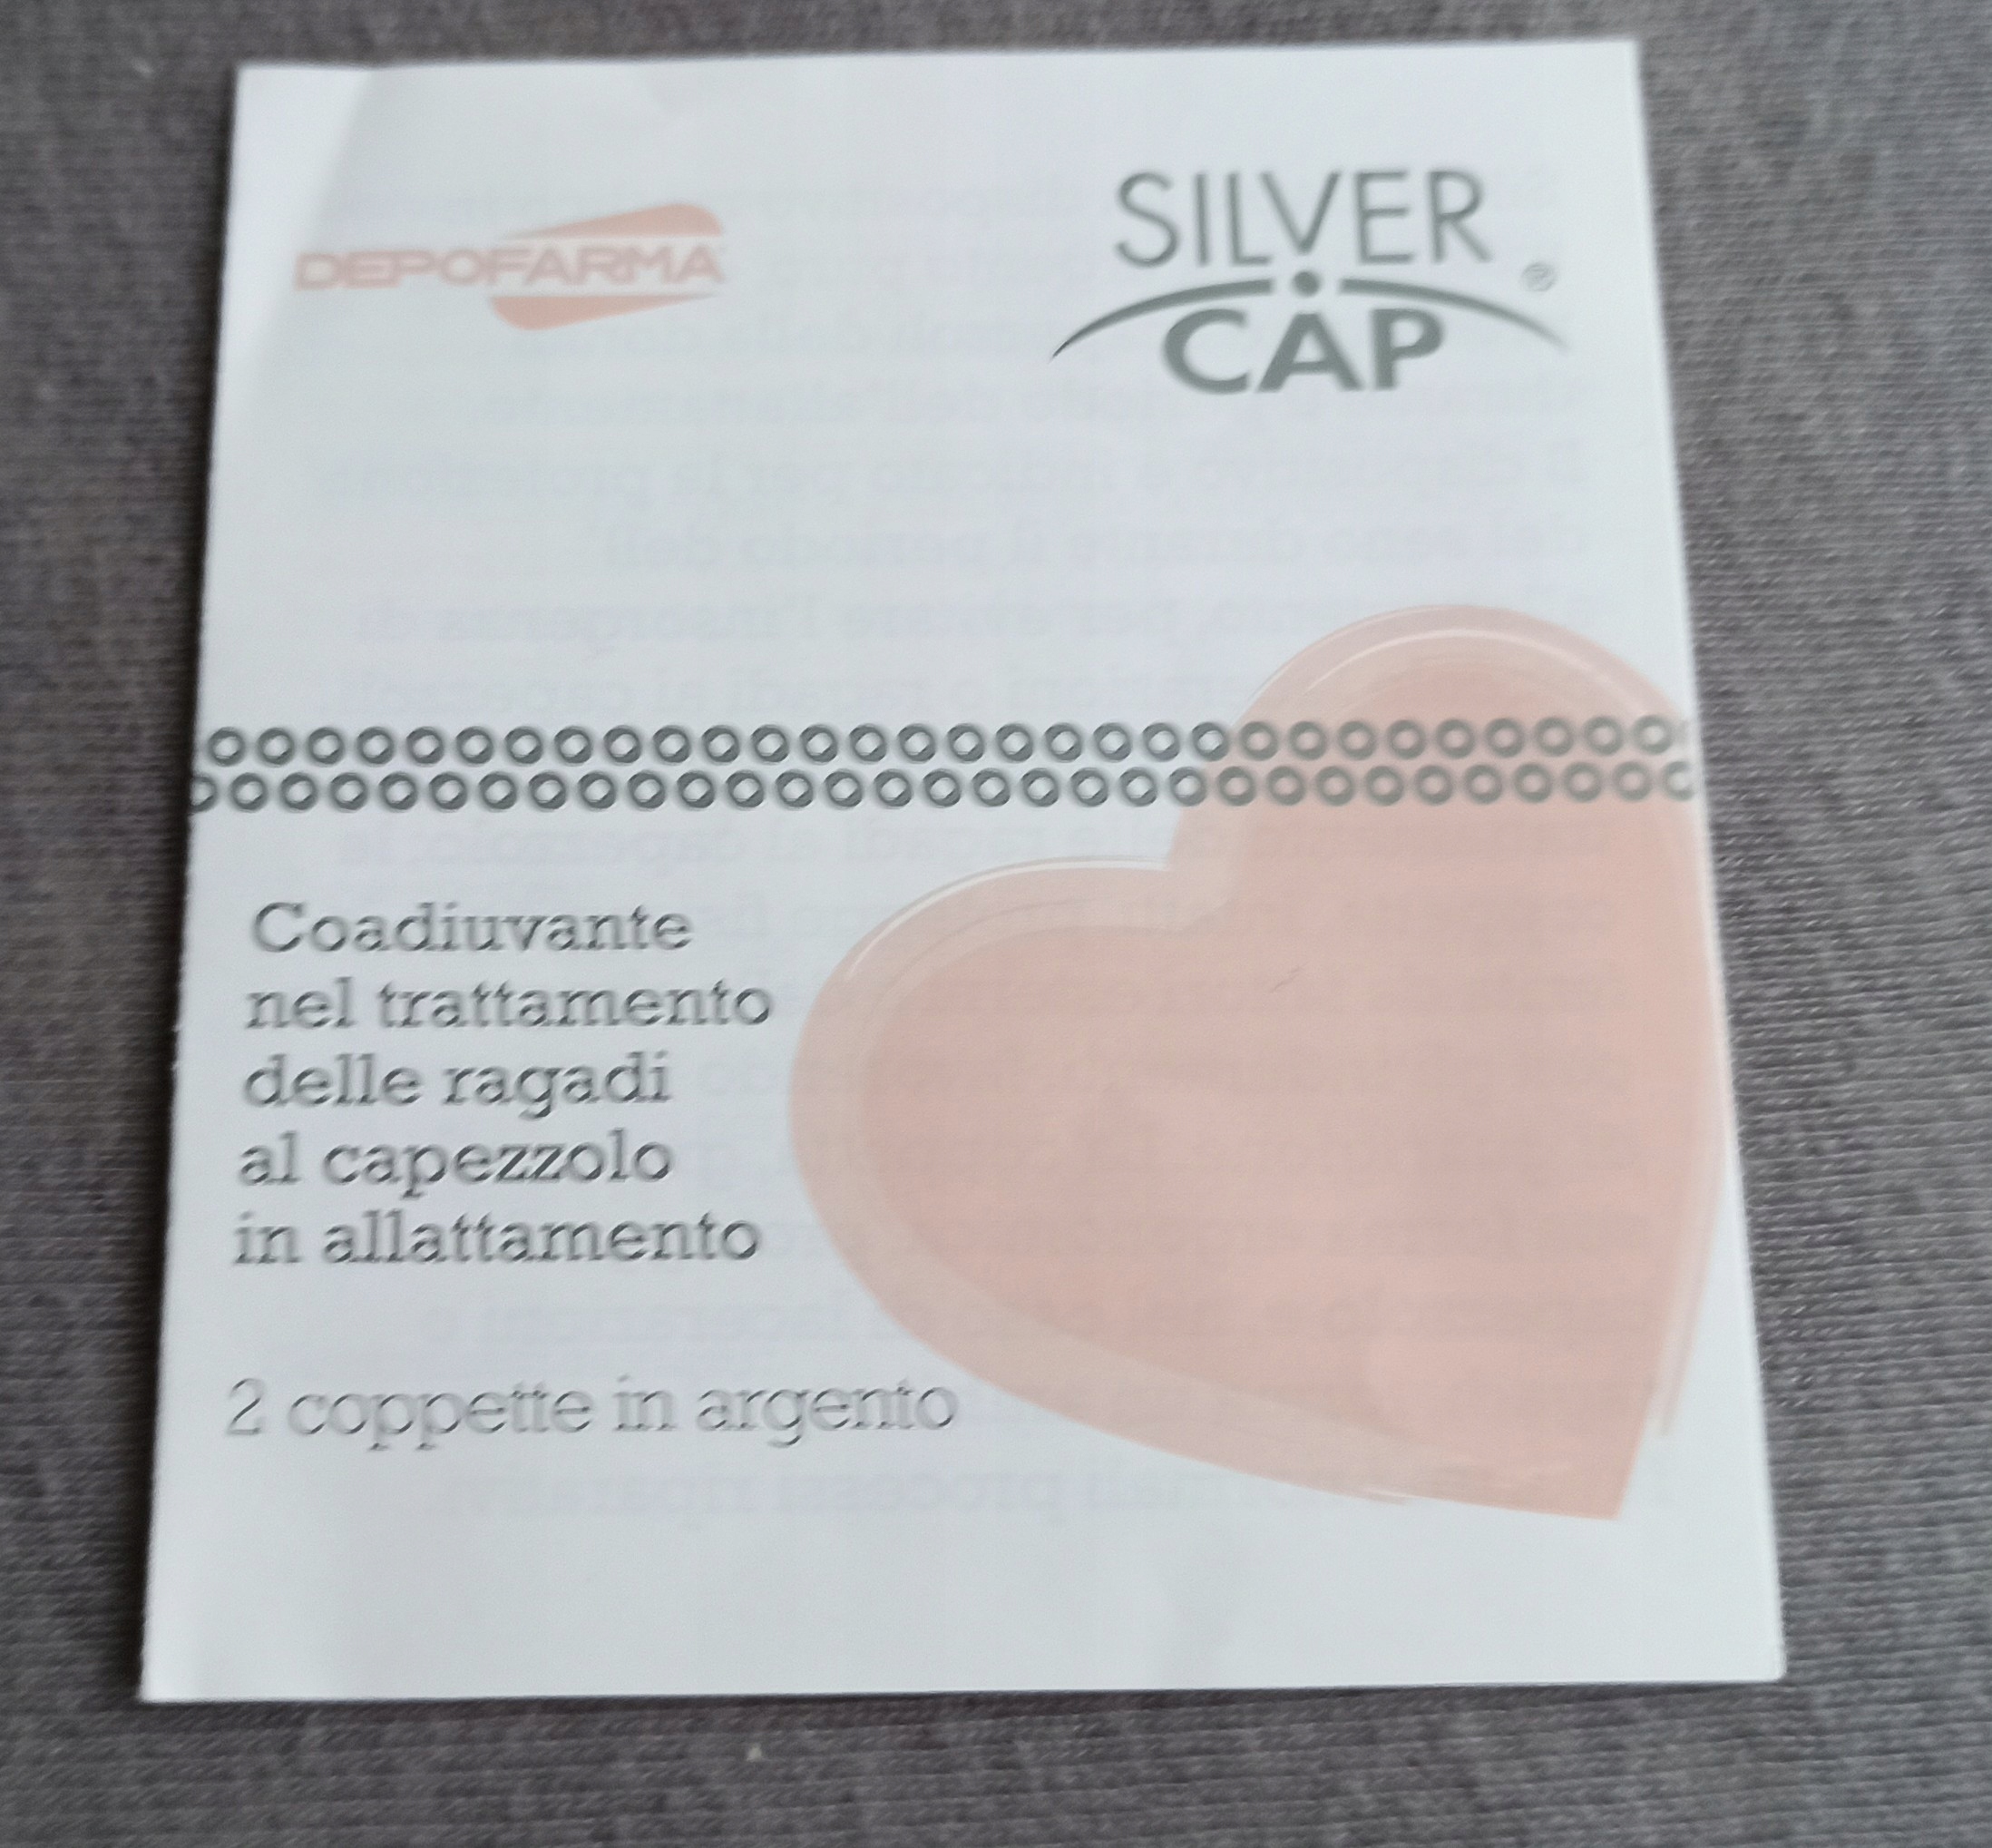 DEPOFARMA
SILVER
CAP®
Coadiuvante
nel trattamento
delle ragadi
al capezzolo
in allattamento
2 coppette in argento